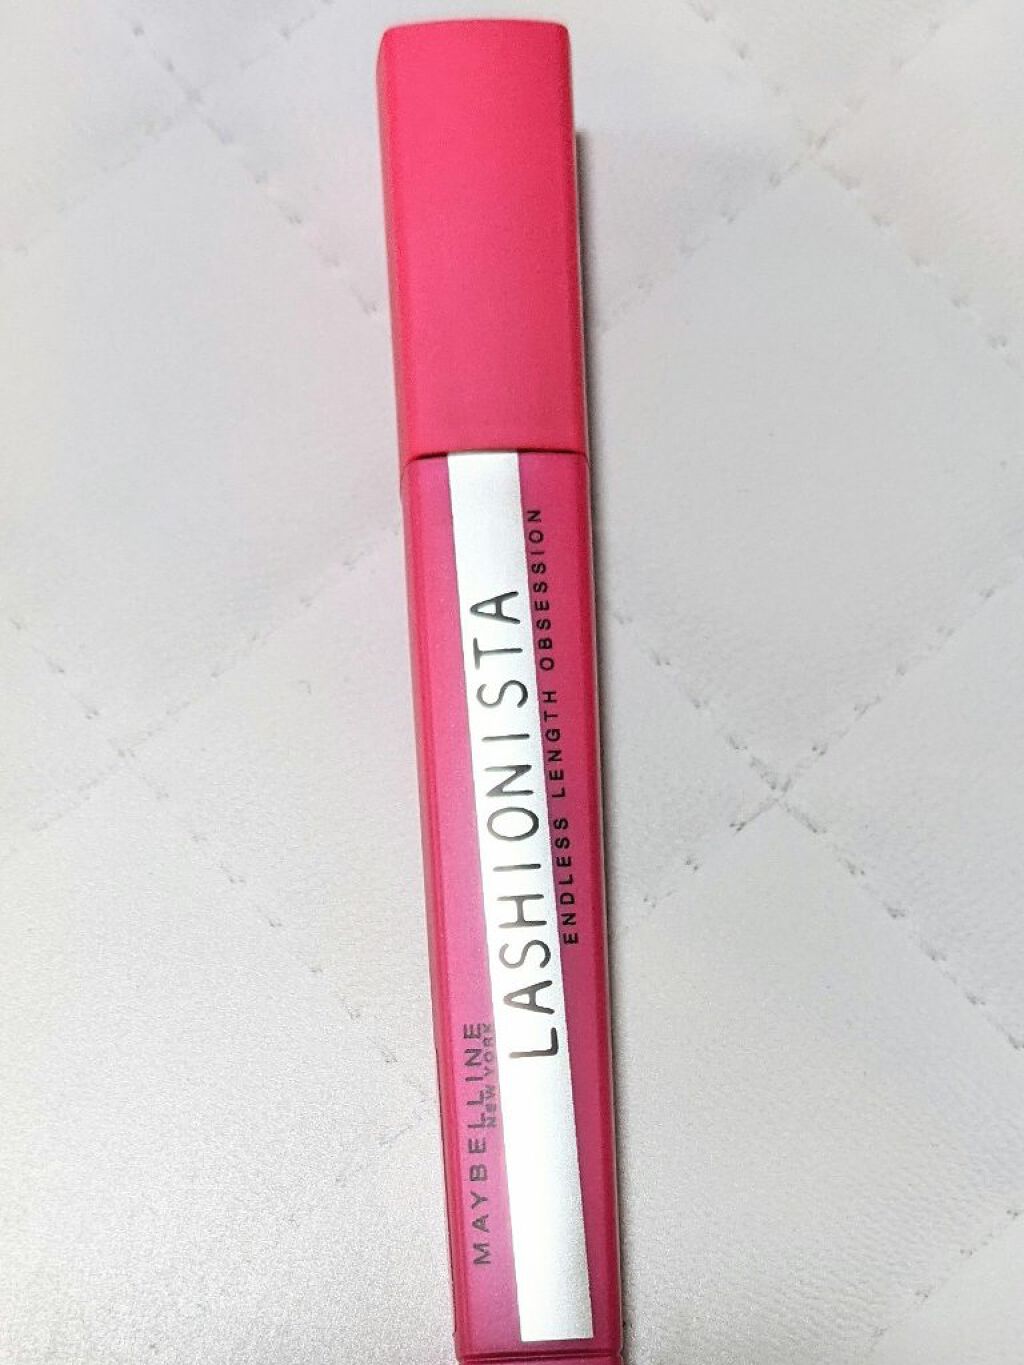 MAYBELLINE
NEW YORK
LASHIONISTA
ENDLESS LENGTH OBSESSION